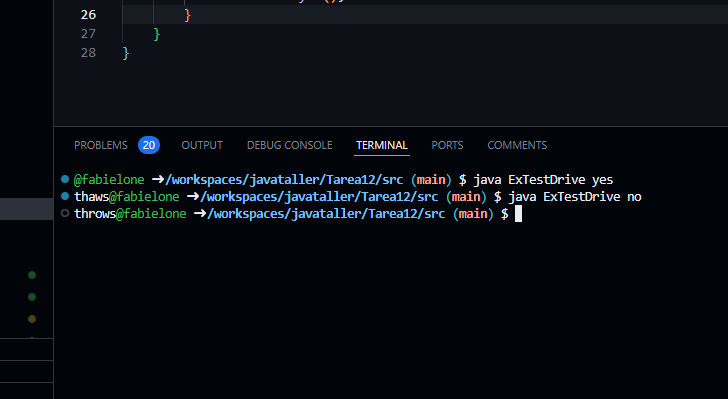 26 }
27 }
28 }
PROBLEMS 20 OUTPUT DEBUG CONSOLE TERMINAL PORTS COMMENTS
@fabielone ➜/workspaces/javataller/Tarea12/src (main) $ java ExTestDrive yes
thaws@fabielone ➜/workspaces/javataller/Tarea12/src (main) $ java ExTestDrive no
throws@fabielone ➜/workspaces/javataller/Tarea12/src (main) $